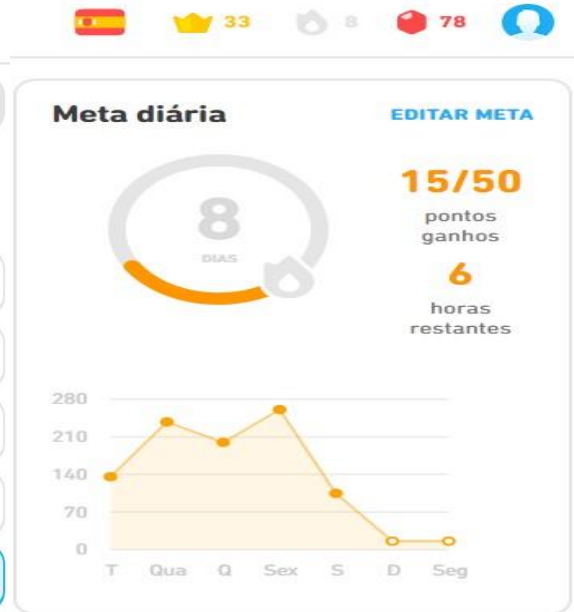 33 8 78
Meta diária EDITAR META
8
DIAS
15/50
pontos
ganhos
6
horas
restantes
280
210
140
70
0
T Qua Q Sex S D Seg